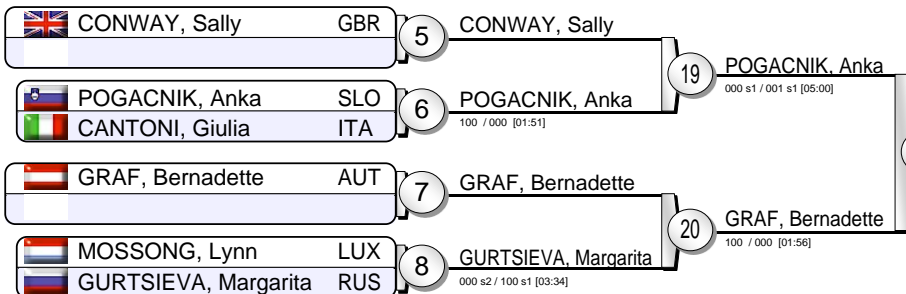 CONWAY, Sally GBR
5
CONWAY, Sally
19
POGACNIK, Anka
000 s1 / 001 s1 [05:00]
POGACNIK, Anka SLO
CANTONI, Giulia ITA
6
POGACNIK, Anka
100 / 000 [01:51]
GRAF, Bernadette AUT
7
GRAF, Bernadette
20
GRAF, Bernadette
100 / 000 [01:56]
MOSSONG, Lynn LUX
GURTSIEVA, Margarita RUS
8
GURTSIEVA, Margarita
000 s2 / 100 s1 [03:34]